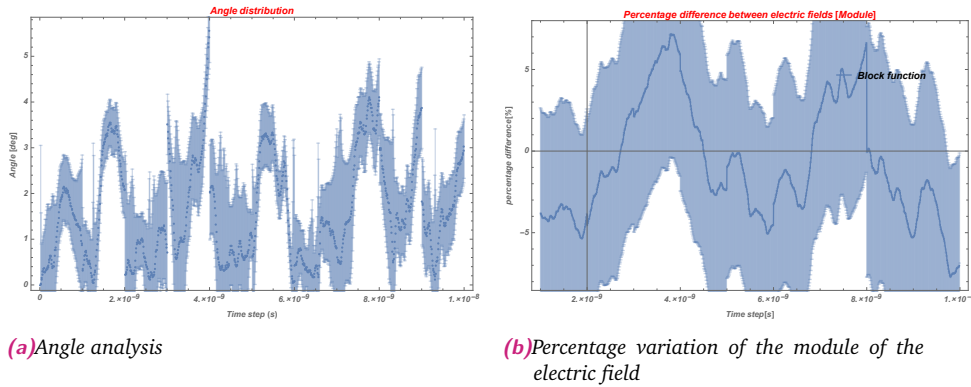 Angle distribution
Angle [deg]
5
4
3
2
1
0
0
2.×10⁻⁹
4.×10⁻⁹
6.×10⁻⁹
8.×10⁻⁹
1.×10⁻⁸
Time step (s)
(a)Angle analysis
Percentage difference between electric fields [Module]
percentage difference[%]
5
0
-5
Block function
2.×10⁻⁹
4.×10⁻⁹
6.×10⁻⁹
8.×10⁻⁹
Time step[s]
(b)Percentage variation of the module of the
electric field